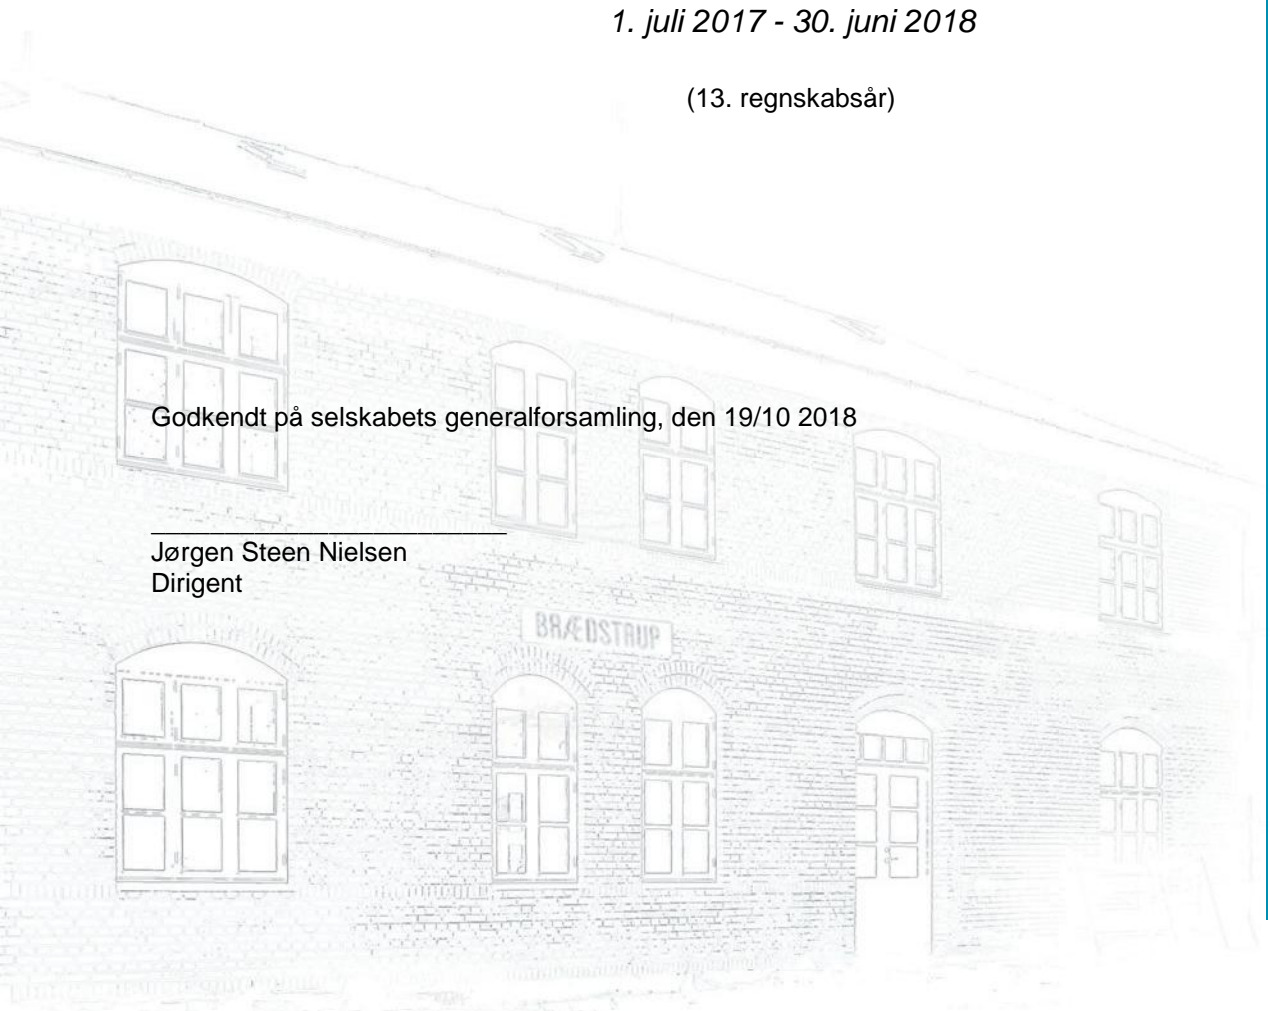 1. juli 2017 - 30. juni 2018
(13. regnskabsår)
Godkendt på selskabets generalforsamling, den 19/10 2018
Jørgen Steen Nielsen
Dirigent
BRÆDSTRUP